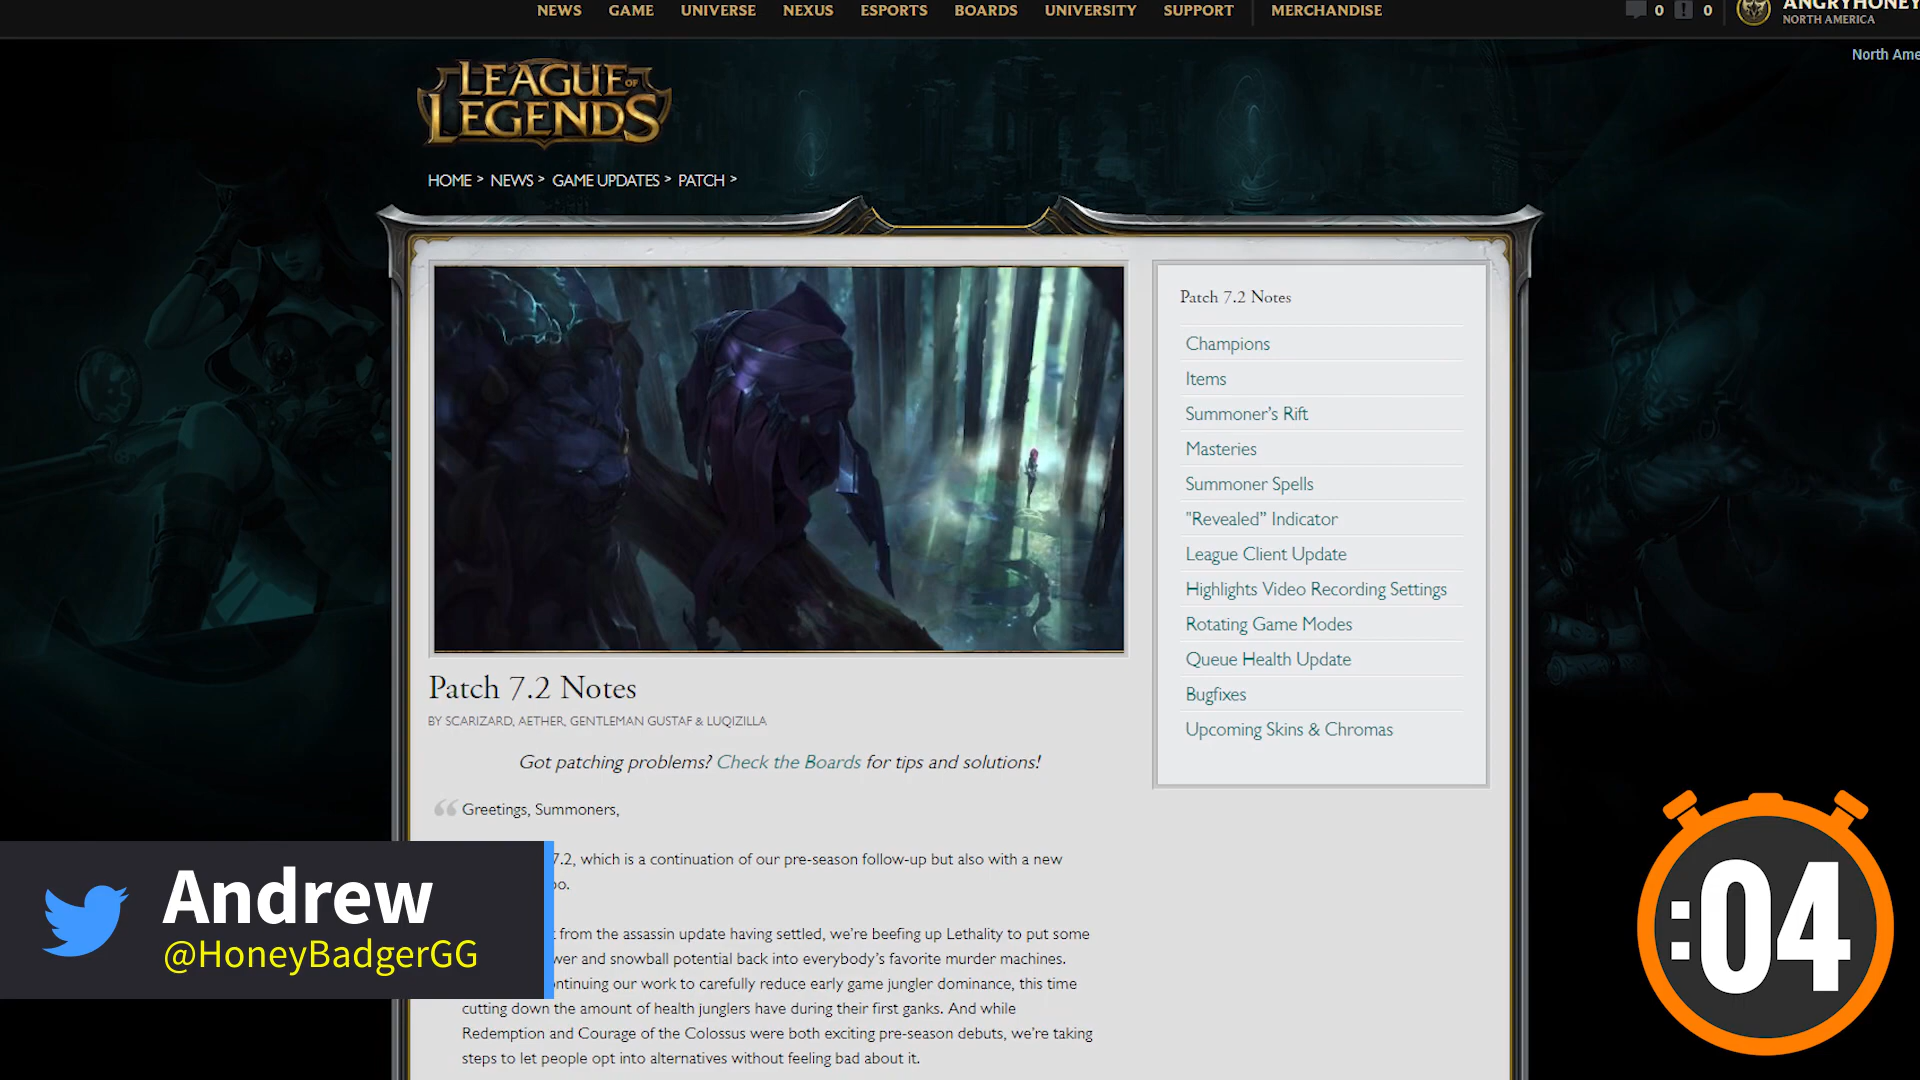 NEWS GAME UNIVERSE NEXUS ESPORTS BOARDS UNIVERSITY SUPPORT MERCHANDISE
0 0
ANGRYHONEY
NORTH AMERICA
North Ame
LEAGUE OF LEGENDS
HOME > NEWS > GAME UPDATES > PATCH >
Patch 7.2 Notes
Champions
Items
Summoner's Rift
Masteries
Summoner Spells
"Revealed" Indicator
League Client Update
Highlights Video Recording Settings
Rotating Game Modes
Queue Health Update
Bugfixes
Upcoming Skins & Chromas
Patch 7.2 Notes
BY SCARIZARD, AETHER, GENTLEMAN GUSTAF & LUQIZILLA
Got patching problems? Check the Boards for tips and solutions!
Greetings, Summoners,
7.2, which is a continuation of our pre-season follow-up but also with a new
oo.
from the assassin update having settled, we're beefing up Lethality to put some
wer and snowball potential back into everybody's favorite murder machines.
ntinuing our work to carefully reduce early game jungler dominance, this time
cutting down the amount of health junglers have during their first ganks. And while
Redemption and Courage of the Colossus were both exciting pre-season debuts, we're taking
steps to let people opt into alternatives without feeling bad about it.
Andrew
@HoneyBadgerGG
:04